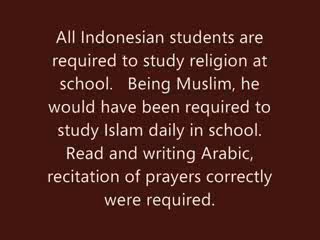 All Indonesian students are
required to study religion at
school.   Being Muslim, he
would have been required to
study Islam daily in school.
Read and writing Arabic,
recitation of prayers correctly
were required.